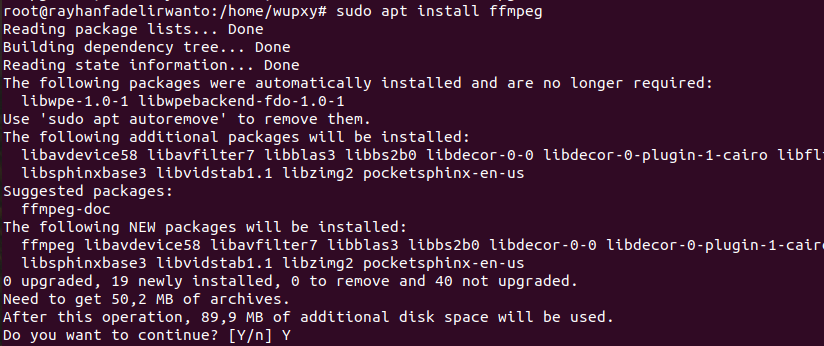 root@rayhanfadelirwanto:/home/wupxy# sudo apt install ffmpeg
Reading package lists... Done
Building dependency tree... Done
Reading state information... Done
The following packages were automatically installed and are no longer required:
  libwpe-1.0-1 libwpebackend-fdo-1.0-1
Use 'sudo apt autoremove' to remove them.
The following additional packages will be installed:
  libavdevice58 libavfilter7 libblas3 libbs2b0 libdecor-0-0 libdecor-0-plugin-1-cairo libfl
  libsphinxbase3 libvidstab1.1 libzimg2 pocketsphinx-en-us
Suggested packages:
  ffmpeg-doc
The following NEW packages will be installed:
  ffmpeg libavdevice58 libavfilter7 libblas3 libbs2b0 libdecor-0-0 libdecor-0-plugin-1-cair
  libsphinxbase3 libvidstab1.1 libzimg2 pocketsphinx-en-us
0 upgraded, 19 newly installed, 0 to remove and 40 not upgraded.
Need to get 50,2 MB of archives.
After this operation, 89,9 MB of additional disk space will be used.
Do you want to continue? [Y/n] Y